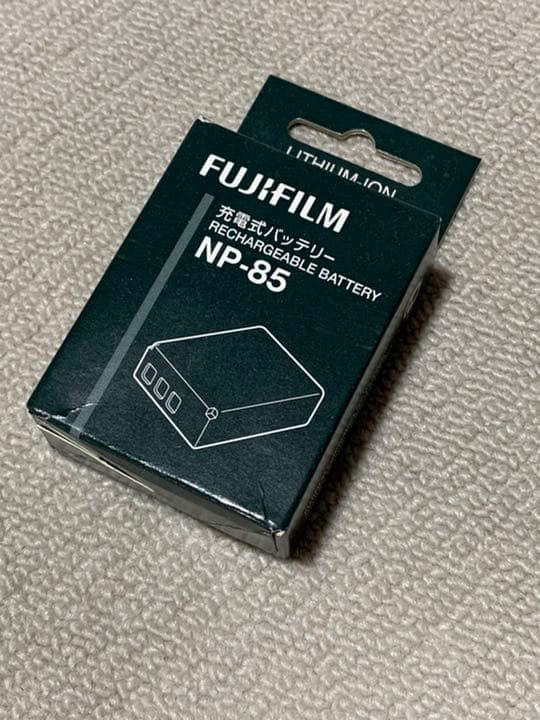 LITHIUM-ION
FUJIFILM
充電式バッテリー
RECHARGEABLE BATTERY
NP-85